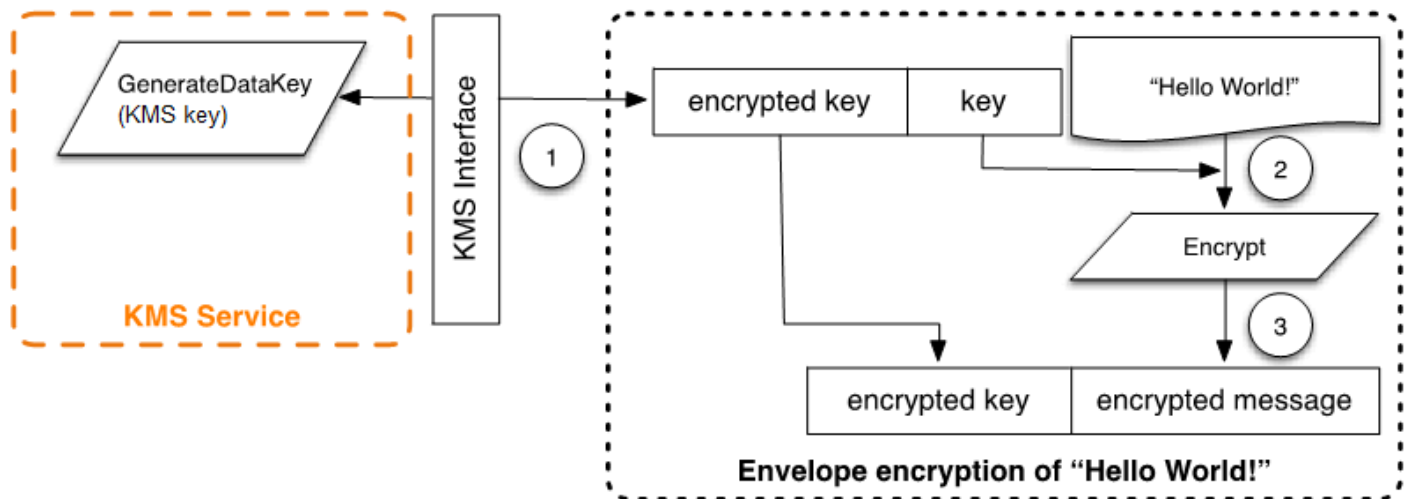 GenerateDataKey
(KMS key)
KMS Service
KMS Interface
1
encrypted key
key
“Hello World!”
2
Encrypt
3
encrypted key
encrypted message
Envelope encryption of “Hello World!”